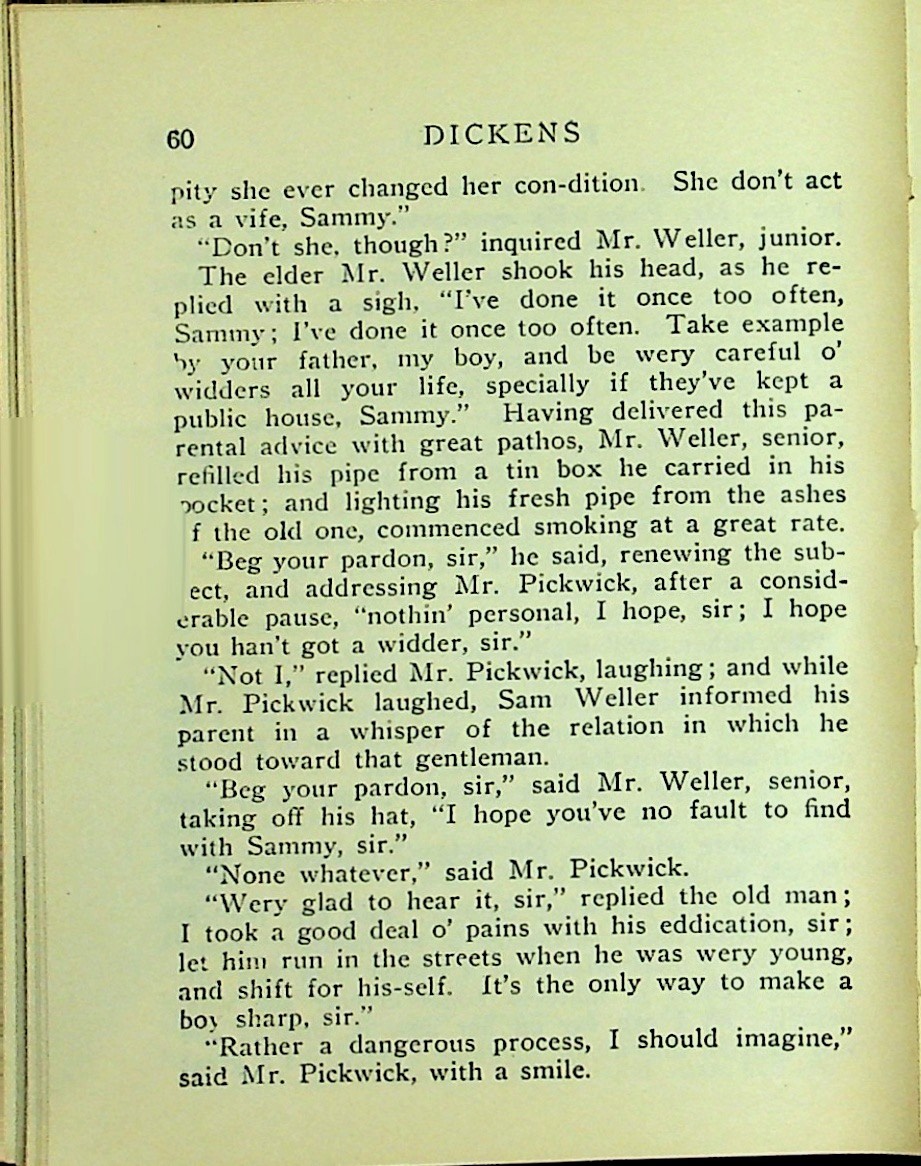 60 DICKENS
pity she ever changed her con-dition. She don't act
as a vife, Sammy."
"Don't she, though?" inquired Mr. Weller, junior.
The elder Mr. Weller shook his head, as he re-
plied with a sigh, "I've done it once too often,
Sammy; I've done it once too often. Take example
by your father, my boy, and be wery careful o'
widders all your life, specially if they've kept a
public house, Sammy." Having delivered this pa-
rental advice with great pathos, Mr. Weller, senior,
refilled his pipe from a tin box he carried in his
pocket; and lighting his fresh pipe from the ashes
f the old one, commenced smoking at a great rate.
"Beg your pardon, sir," he said, renewing the sub-
ect, and addressing Mr. Pickwick, after a consid-
erable pause, "nothin' personal, I hope, sir; I hope
you han't got a widder, sir."
"Not I," replied Mr. Pickwick, laughing; and while
Mr. Pickwick laughed, Sam Weller informed his
parent in a whisper of the relation in which he
stood toward that gentleman.
"Beg your pardon, sir," said Mr. Weller, senior,
taking off his hat, "I hope you've no fault to find
with Sammy, sir."
"None whatever," said Mr. Pickwick.
"Wery glad to hear it, sir," replied the old man;
I took a good deal o' pains with his eddication, sir;
let him run in the streets when he was wery young,
and shift for his-self. It's the only way to make a
boy sharp, sir."
"Rather a dangerous process, I should imagine,"
said Mr. Pickwick, with a smile.